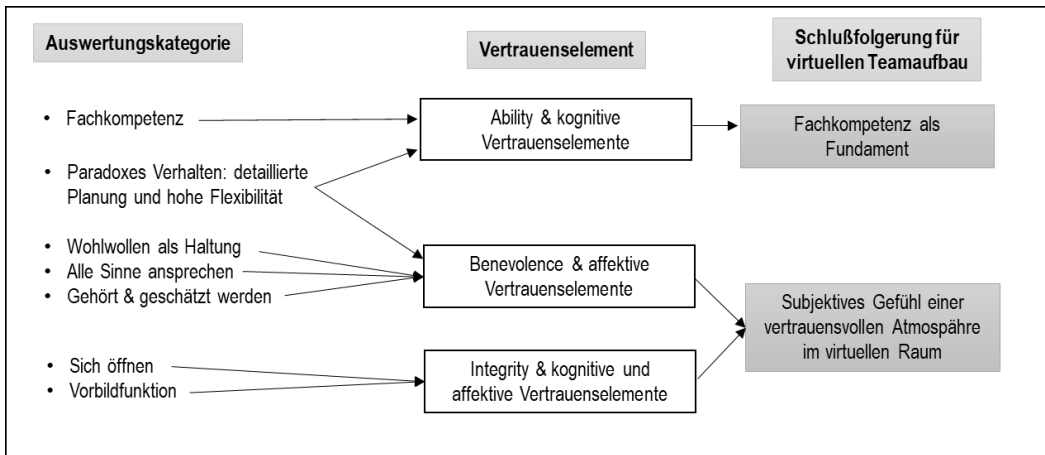 Auswertungskategorie
Vertrauenselement
Schlußfolgerung für
virtuellen Teamaufbau
• Fachkompetenz
Ability & kognitive
Vertrauenselemente
Fachkompetenz als
Fundament
• Paradoxes Verhalten: detaillierte
Planung und hohe Flexibilität
• Wohlwollen als Haltung
• Alle Sinne ansprechen
• Gehört & geschätzt werden
Benevolence & affektive
Vertrauenselemente
Subjektives Gefühl einer
vertrauensvollen Atmospähre
im virtuellen Raum
• Sich öffnen
• Vorbildfunktion
Integrity & kognitive und
affektive Vertrauenselemente